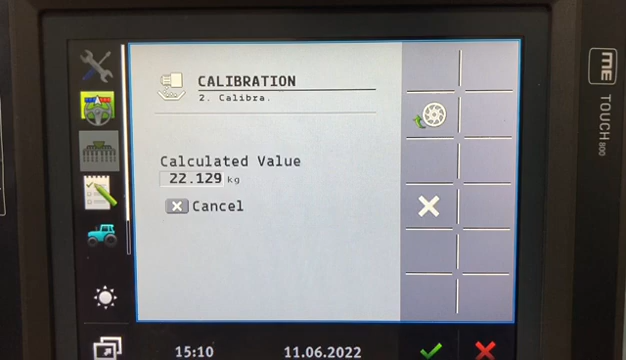 CALIBRATION
2. Calibra.
Calculated Value
22.129 kg
Cancel
15:10
11.06.2022
ME
TOUCH 800